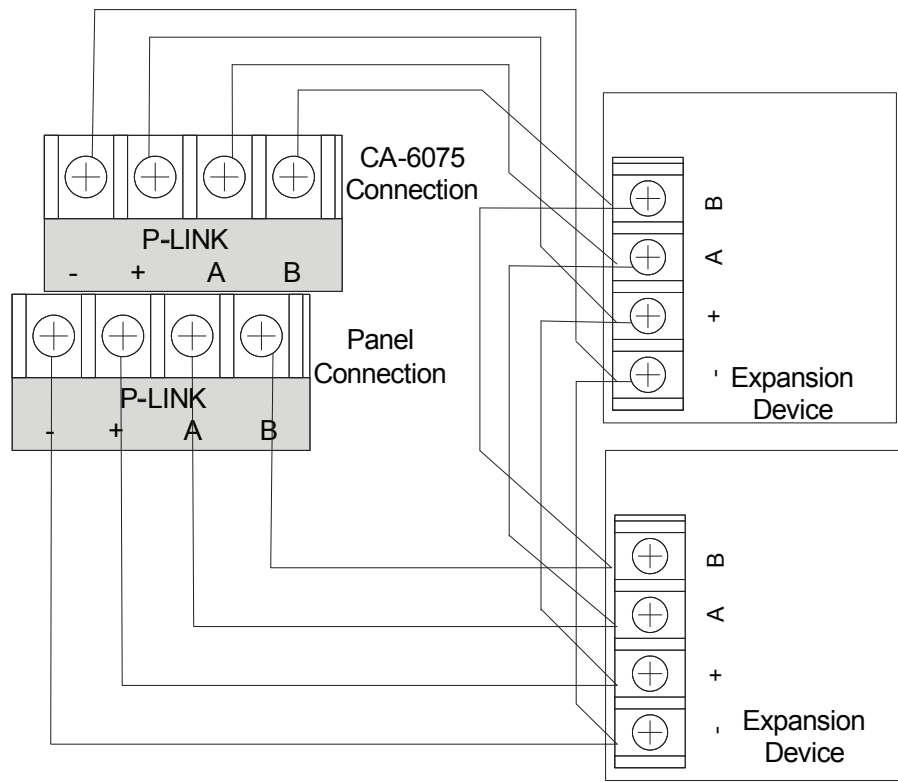 CA-6075
Connection
P-LINK
- + A B
Panel
Connection
P-LINK
- + A B
B
A
+
-
Expansion
Device
B
A
+
-
Expansion
Device